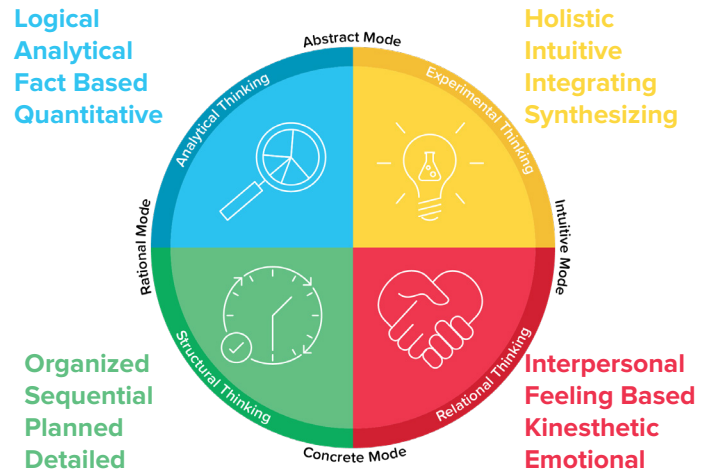 Logical
Analytical
Fact Based
Quantitative
Holistic
Intuitive
Integrating
Synthesizing
Abstract Mode
Analytical Thinking
Experimental Thinking
Rational Mode
Intuitive Mode
Structural Thinking
Relational Thinking
Concrete Mode
Organized
Sequential
Planned
Detailed
Interpersonal
Feeling Based
Kinesthetic
Emotional